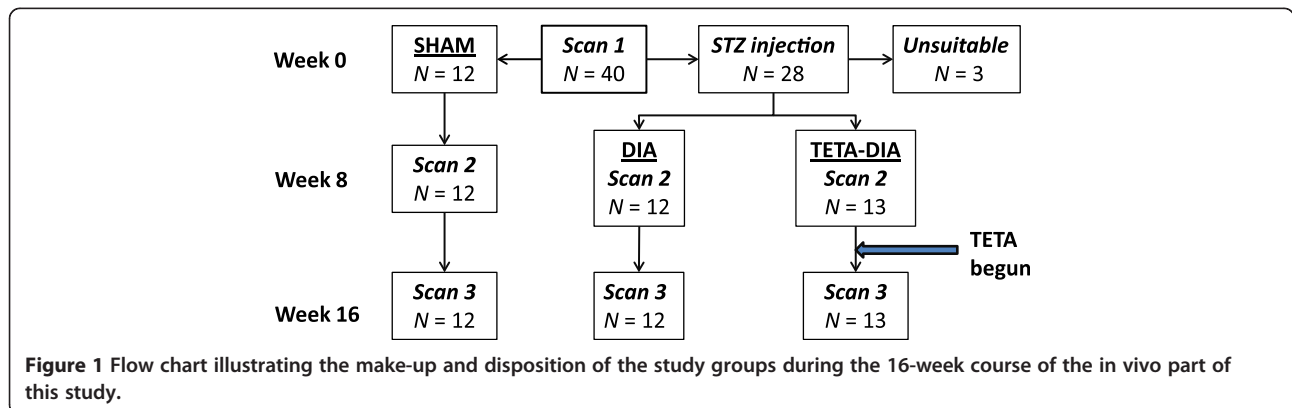 Week 0
SHAM
N = 12
Scan 1
N = 40
STZ injection
N = 28
Unsuitable
N = 3
Week 8
Scan 2
N = 12
DIA
Scan 2
N = 12
TETA-DIA
Scan 2
N = 13
TETA
begun
Week 16
Scan 3
N = 12
Scan 3
N = 12
Scan 3
N = 13
Figure 1 Flow chart illustrating the make-up and disposition of the study groups during the 16-week course of the in vivo part of
this study.